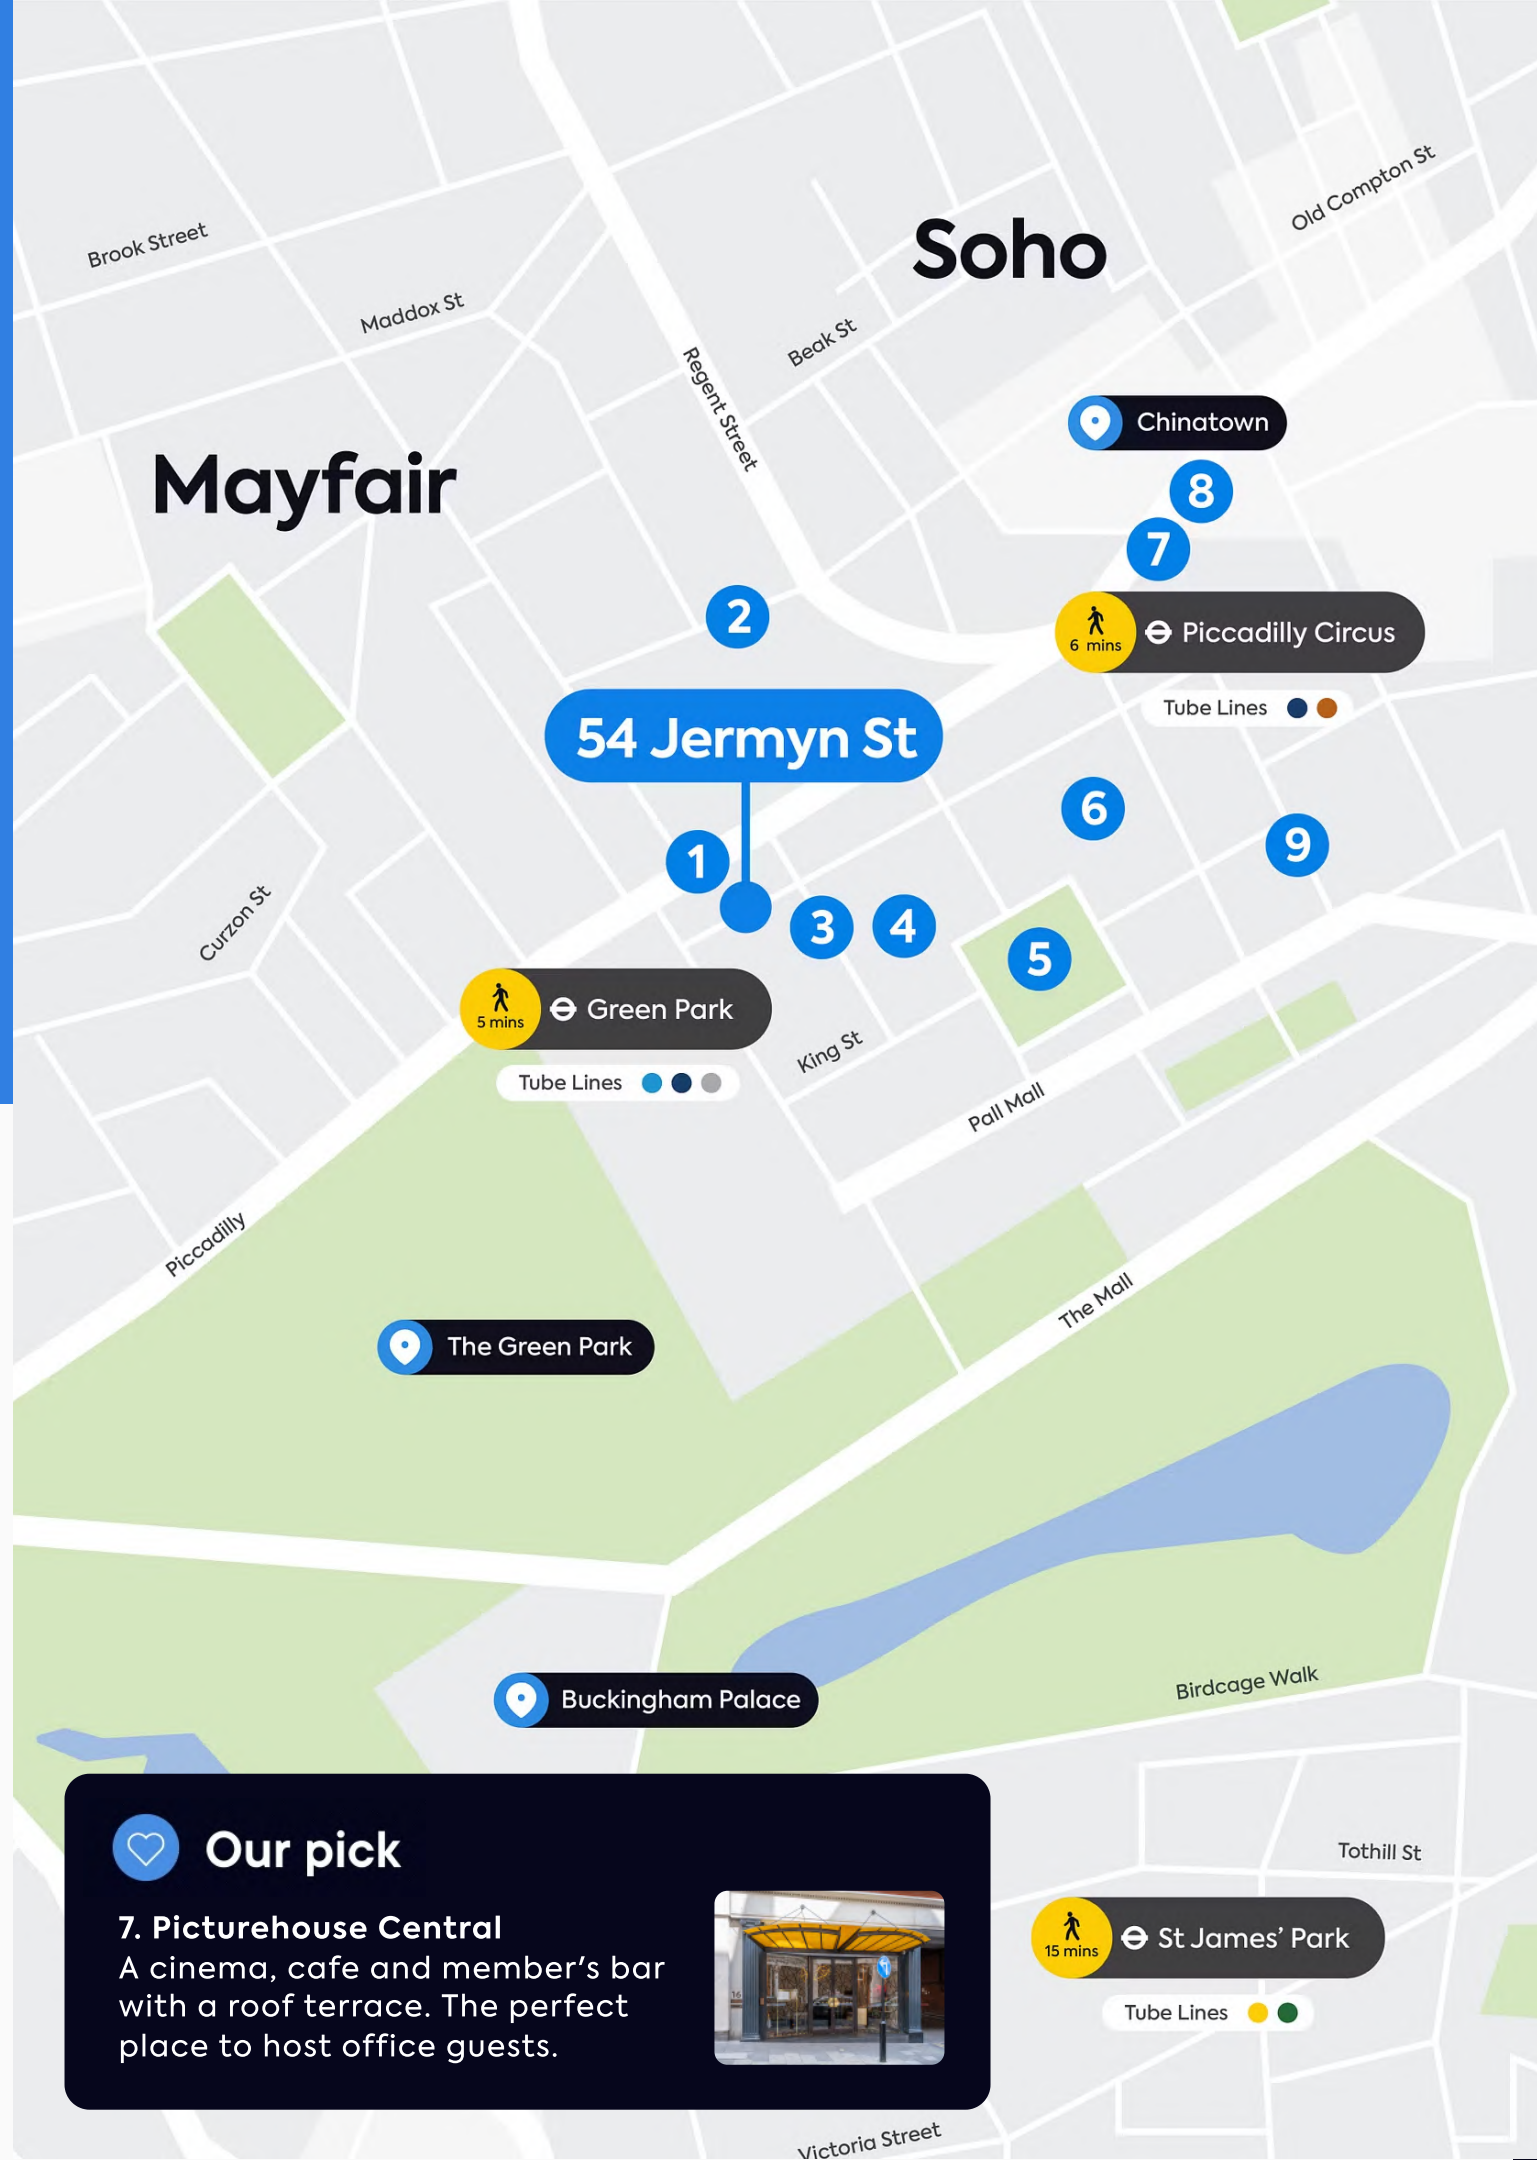 Old Compton St
Soho
Brook Street
Maddox St
Beak St
Regent Street
Chinatown
Mayfair
8
7
2
6 mins
Piccadilly Circus
Tube Lines
54 Jermyn St
6
9
1
3
4
5
Curzon St
5 mins
Green Park
Tube Lines
King St
Pall Mall
Piccadilly
The Mall
The Green Park
Birdcage Walk
Buckingham Palace
Our pick
7. Picturehouse Central
A cinema, cafe and member's bar
with a roof terrace. The perfect
place to host office guests.
16
Tothill St
15 mins
St James’ Park
Tube Lines
Victoria Street